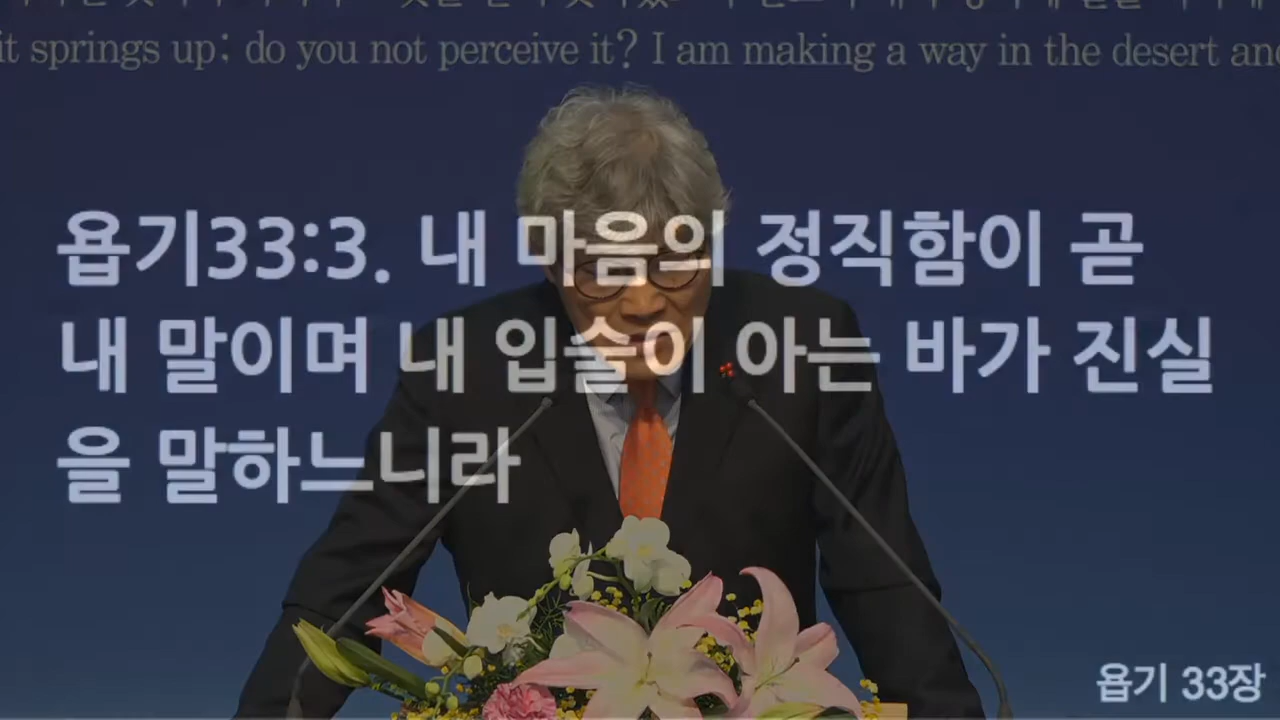 it springs up; do you not perceive it? I am making a way in the desert and
욥기33:3. 내 마음의 정직함이 곧
내 말이며 내 입술이 아는 바가 진실
을 말하느니라
욥기 33장